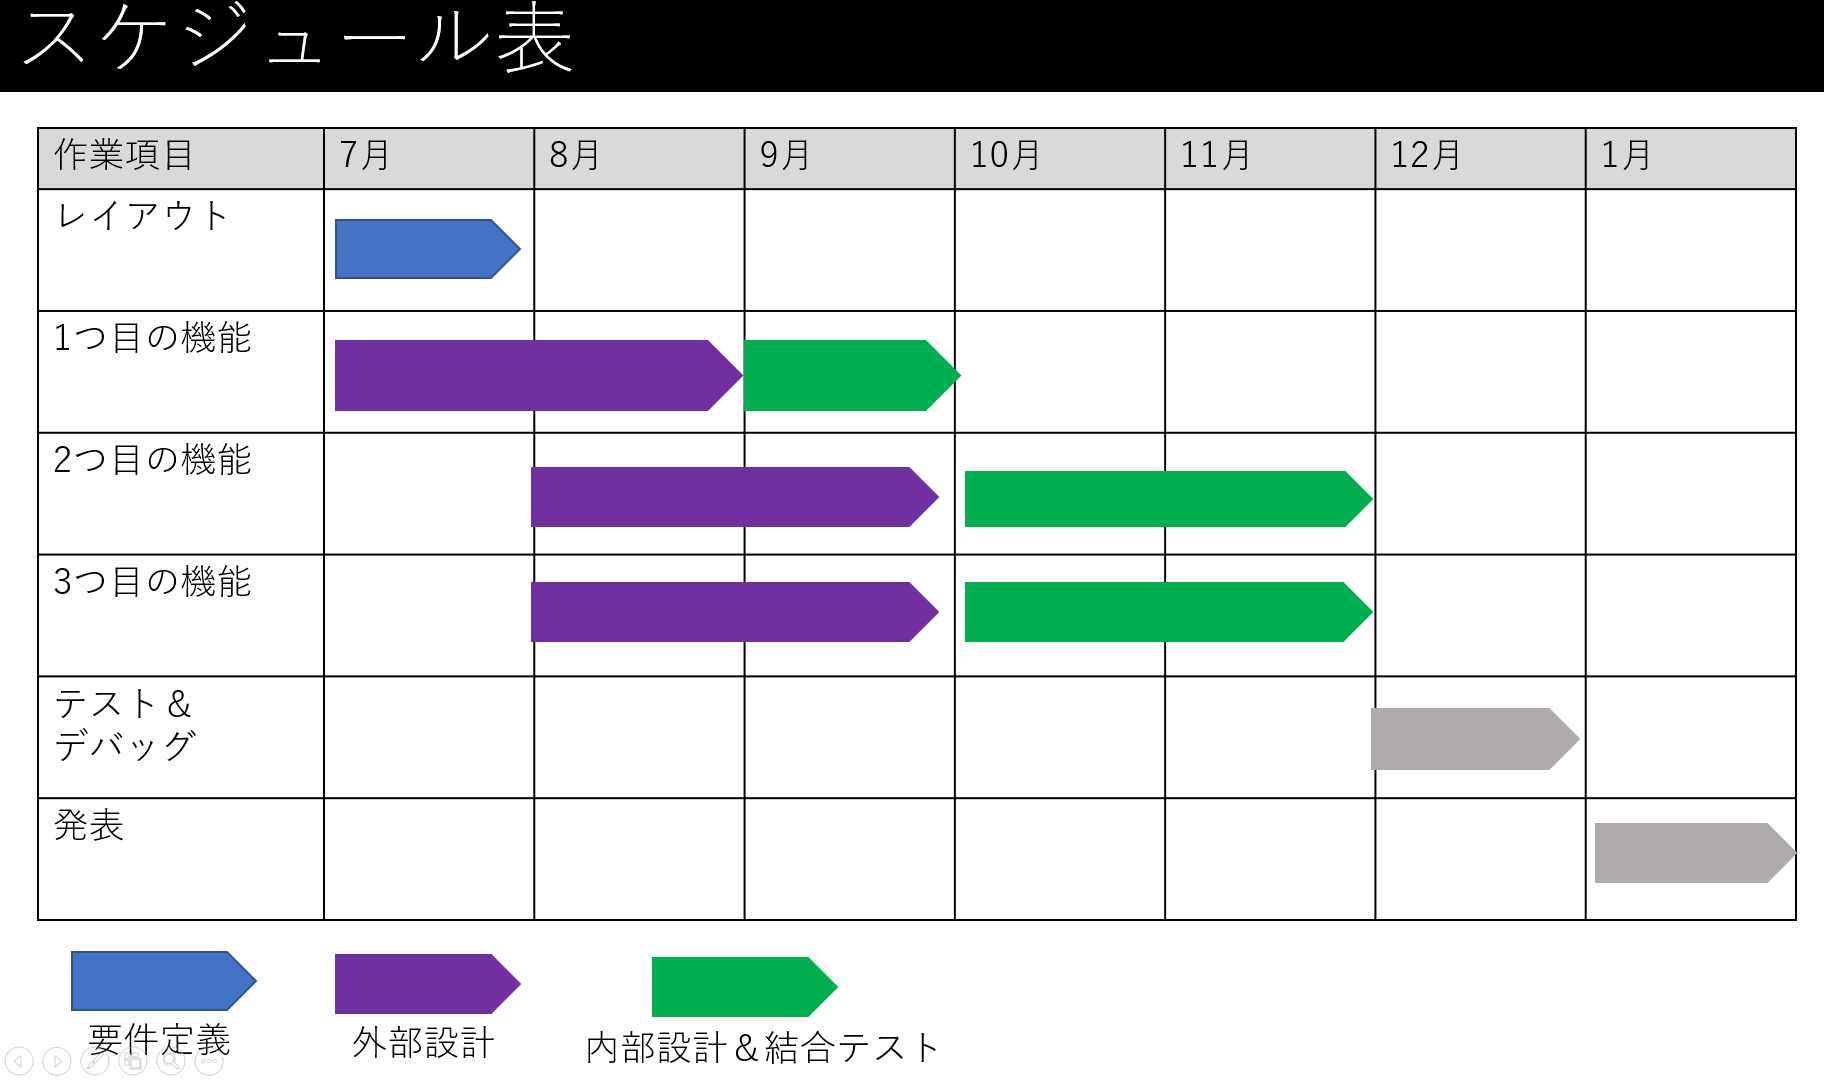 スケジュール表
作業項目 7月 8月 9月 10月 11月 12月 1月
レイアウト
1つ目の機能
2つ目の機能
3つ目の機能
テスト＆
デバッグ
発表
要件定義 外部設計 内部設計＆結合テスト